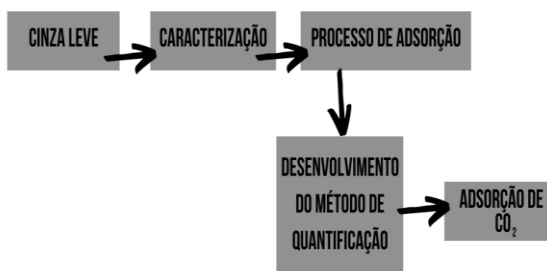 CINZA LEVE
CARACTERIZAÇÃO
PROCESSO DE ADSORÇÃO
DESENVOLVIMENTO
DO MÉTODO DE
QUANTIFICAÇÃO
ADSORÇÃO DE
CO₂